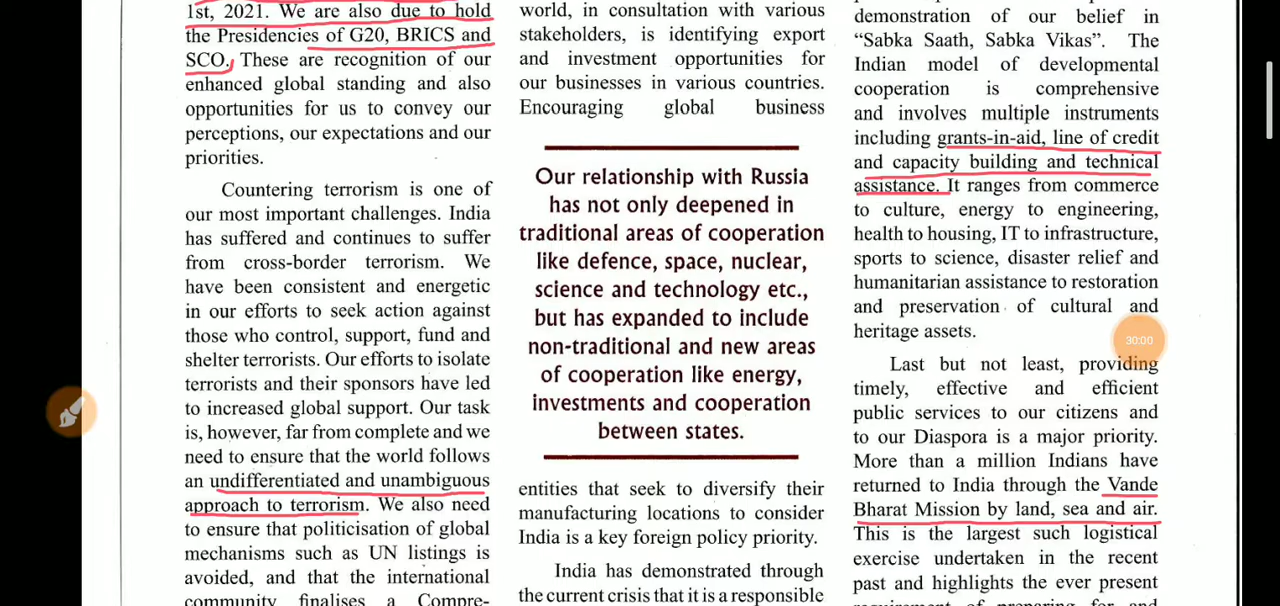 1st, 2021. We are also due to hold
the Presidencies of G20, BRICS and
SCO. These are recognition of our
enhanced global standing and also
opportunities for us to convey our
perceptions, our expectations and our
priorities.
Countering terrorism is one of
our most important challenges. India
has suffered and continues to suffer
from cross-border terrorism. We
have been consistent and energetic
in our efforts to seek action against
those who control, support, fund and
shelter terrorists. Our efforts to isolate
terrorists and their sponsors have led
to increased global support. Our task
is, however, far from complete and we
need to ensure that the world follows
an undifferentiated and unambiguous
approach to terrorism. We also need
to ensure that politicisation of global
mechanisms such as UN listings is
avoided, and that the international
community finalises a Compre-
world, in consultation with various
stakeholders, is identifying export
and investment opportunities for
our businesses in various countries.
Encouraging global business
Our relationship with Russia
has not only deepened in
traditional areas of cooperation
like defence, space, nuclear,
science and technology etc.,
but has expanded to include
non-traditional and new areas
of cooperation like energy,
investments and cooperation
between states.
entities that seek to diversify their
manufacturing locations to consider
India is a key foreign policy priority.
India has demonstrated through
the current crisis that it is a responsible
demonstration of our belief in
“Sabka Saath, Sabka Vikas”. The
Indian model of developmental
cooperation is comprehensive
and involves multiple instruments
including grants-in-aid, line of credit
and capacity building and technical
assistance. It ranges from commerce
to culture, energy to engineering,
health to housing, IT to infrastructure,
sports to science, disaster relief and
humanitarian assistance to restoration
and preservation of cultural and
heritage assets.
30:00
Last but not least, providing
timely, effective and efficient
public services to our citizens and
to our Diaspora is a major priority.
More than a million Indians have
returned to India through the Vande
Bharat Mission by land, sea and air.
This is the largest such logistical
exercise undertaken in the recent
past and highlights the ever present
requirement of preparing for and